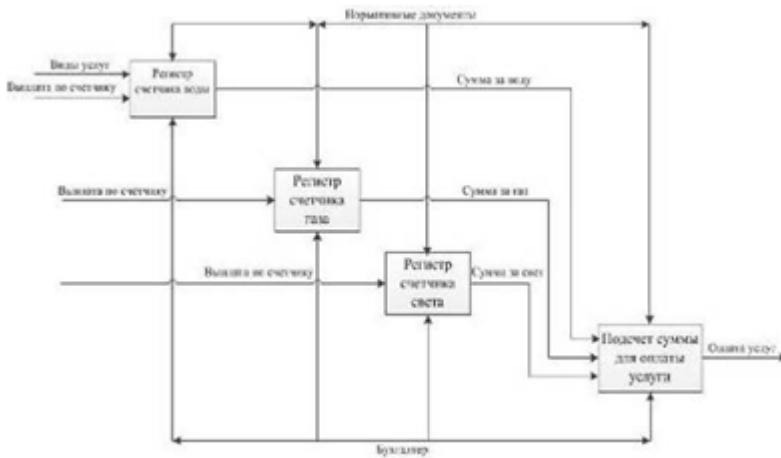 Нормативные документы
Виды услуг
Выплата по счётчику
Регистр
счетчика воды
Сумма за воду
Выплата по счетчику
Регистр
счетчика
газа
Сумма за газ
Выплата по счетчику
Регистр
счетчика
света
Сумма за свет
Подсчет суммы
для оплаты
услуги
Оплата услуг
Бухгалтер